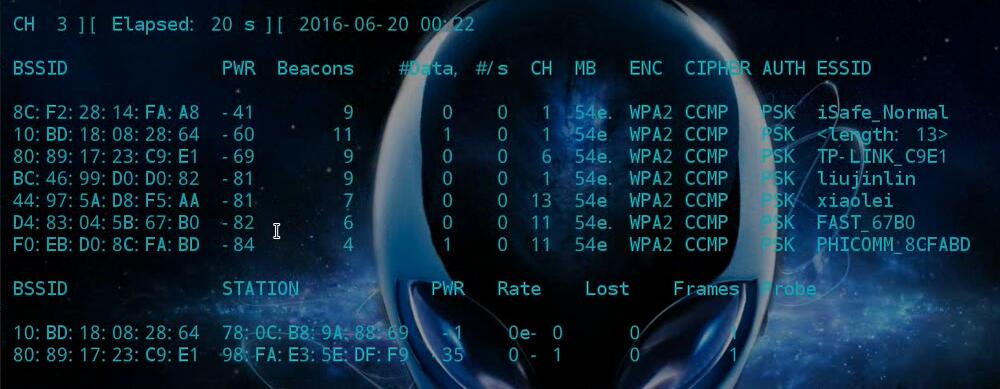 CH 3 ][ Elapsed: 20 s ][ 2016-06-20 00:22
BSSID PWR Beacons #Data, #/s CH MB ENC CIPHER AUTH ESSID
8C:F2:28:14:FA:A8 -41 9 0 0 1 54e. WPA2 CCMP PSK iSafe_Normal
10:BD:18:08:28:64 -60 11 1 0 1 54e. WPA2 CCMP PSK <length: 13>
80:89:17:23:C9:E1 -69 9 0 0 6 54e. WPA2 CCMP PSK TP-LINK_C9E1
BC:46:99:D0:D0:82 -81 9 0 0 1 54e. WPA2 CCMP PSK liujinlin
44:97:5A:D8:F5:AA -81 7 0 0 13 54e. WPA2 CCMP PSK xiaolei
D4:83:04:5B:67:B0 -82 6 0 0 11 54e. WPA2 CCMP PSK FAST_67B0
F0:EB:D0:8C:FA:BD -84 4 1 0 11 54e WPA2 CCMP PSK PHICOMM_8CFABD
BSSID STATION PWR Rate Lost Frames Probe
10:BD:18:08:28:64 78:0C:B8:9A:88:69 -1 0e- 0 0 1
80:89:17:23:C9:E1 98:FA:E3:5E:DF:F9 -35 0 - 1 0 1